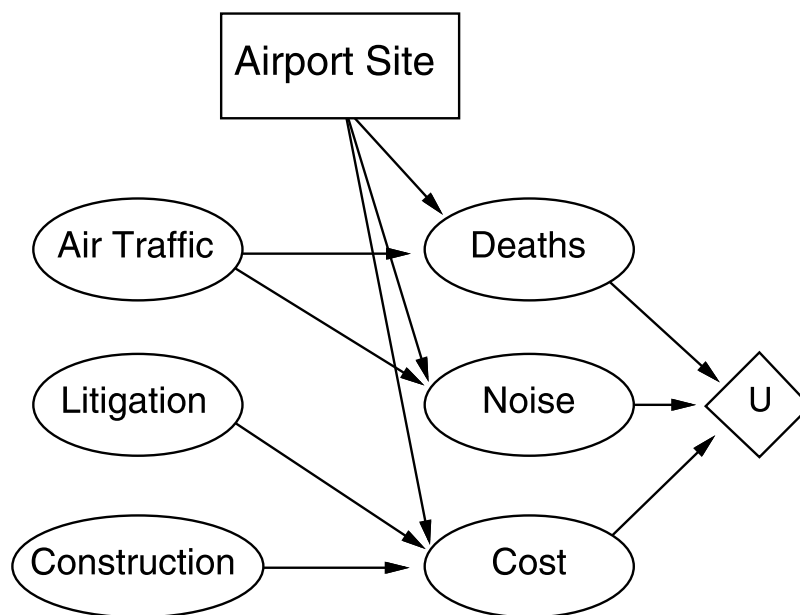 Airport Site
Air Traffic
Deaths
Litigation
Noise
U
Construction
Cost